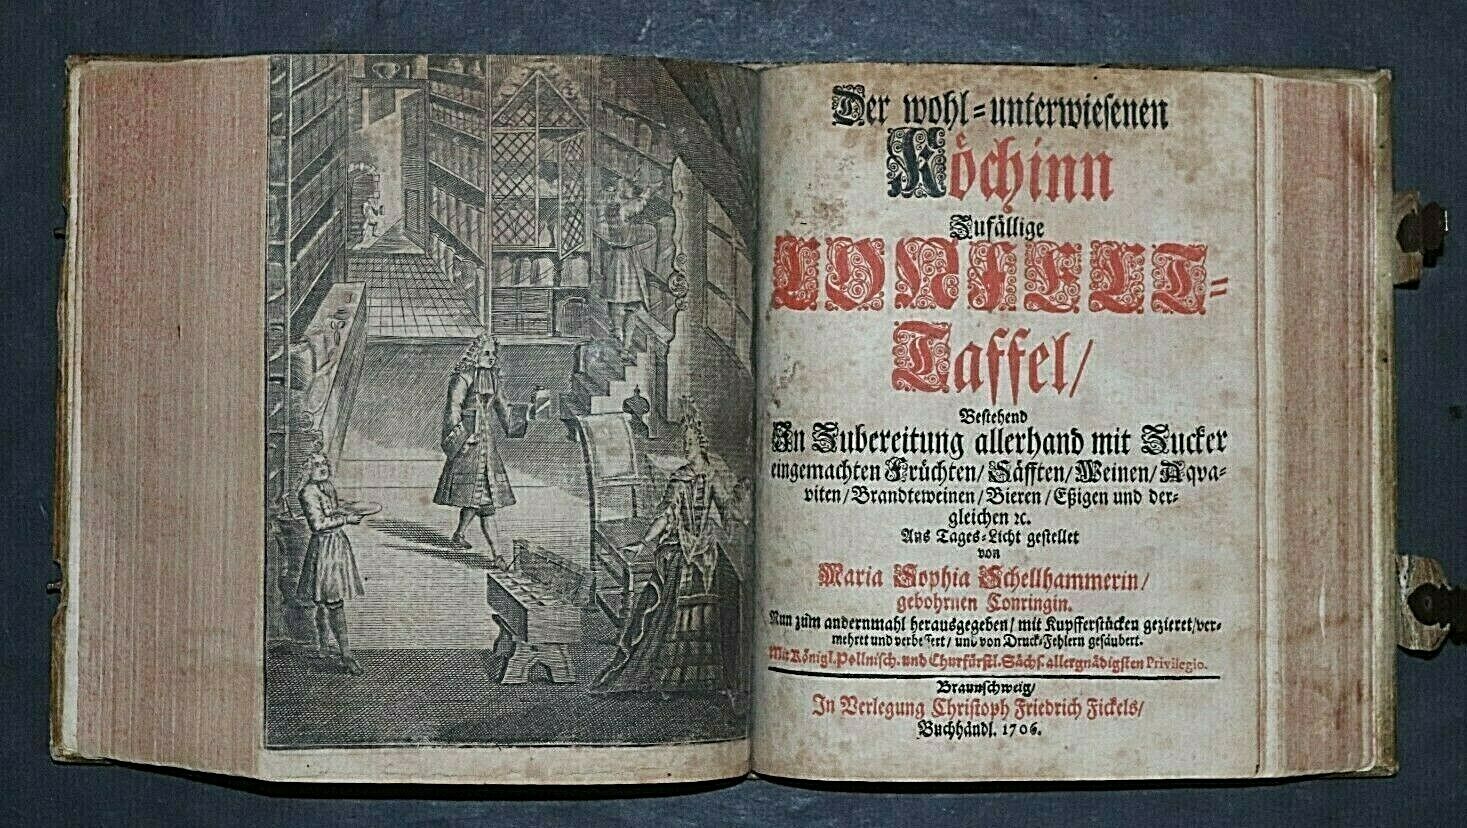 Der wohl-unterwiesenen
Köchinn
Zufällige
CONFECT-
Taffel/
Bestehend
In Zubereitung allerhand mit Zucker
eingemachten Früchten/ Säfften/ Weinen/ Aqva-
viten/ Brandteweinen/ Bieren/ Eßigen und der-
gleichen ꝛc.
Ans Tages-Licht gestellet
von
Maria Sophia Schellhammerin/
gebohrnen Conringin.
Nun zum andernmahl herausgegeben/ mit Kupfferstücken gezieret/ ver-
mehret und verbessert/ und von Druck-Fehlern gesäubert.
Mit Königl. Pollnisch. und Churfürstl. Sächs. allergnädigsten Privilegio.
Braunschweig/
In Verlegung Christoph Friedrich Fickels/
Buchhändl. 1706.